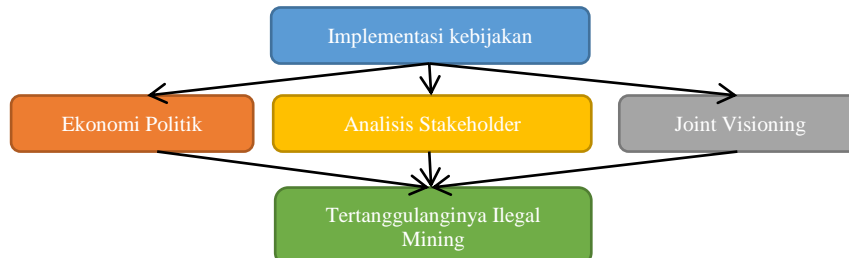 Implementasi kebijakan
Ekonomi Politik
Analisis Stakeholder
Joint Visioning
Tertanggulanginya Ilegal
Mining